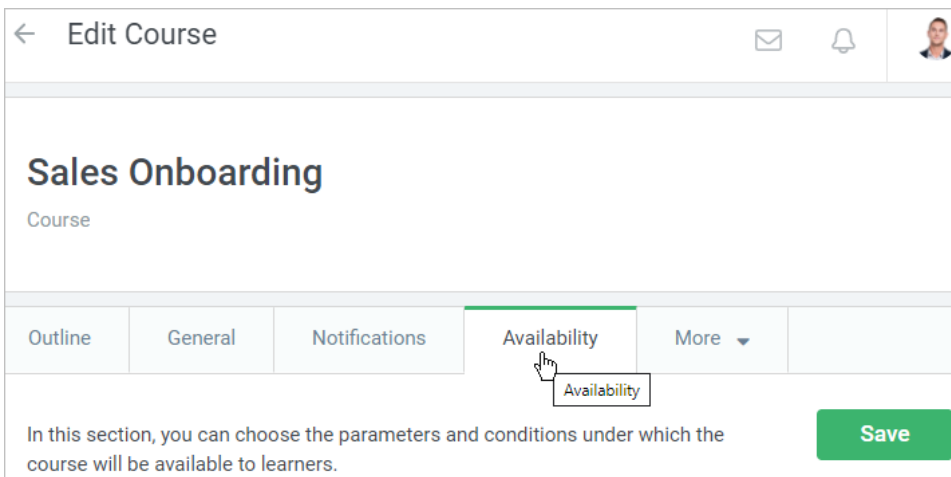 Edit Course
Sales Onboarding
Course
Outline General Notifications Availability More
Availability
In this section, you can choose the parameters and conditions under which the
course will be available to learners.
Save